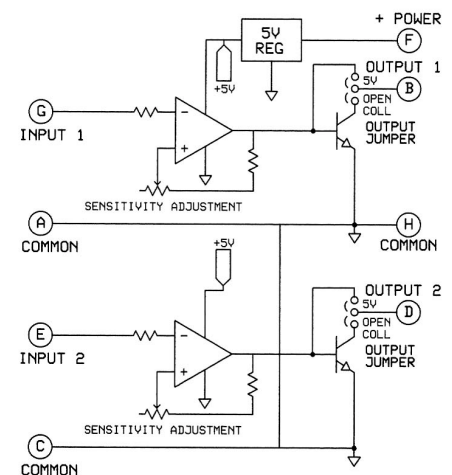 + POWER
5V
REG
F
OUTPUT 1
+5V
5V
B
G
OPEN
COLL
INPUT 1
-
OUTPUT
JUMPER
+
SENSITIVITY ADJUSTMENT
A
H
COMMON
COMMON
+5V
OUTPUT 2
5V
D
E
OPEN
COLL
INPUT 2
-
OUTPUT
JUMPER
+
SENSITIVITY ADJUSTMENT
C
COMMON